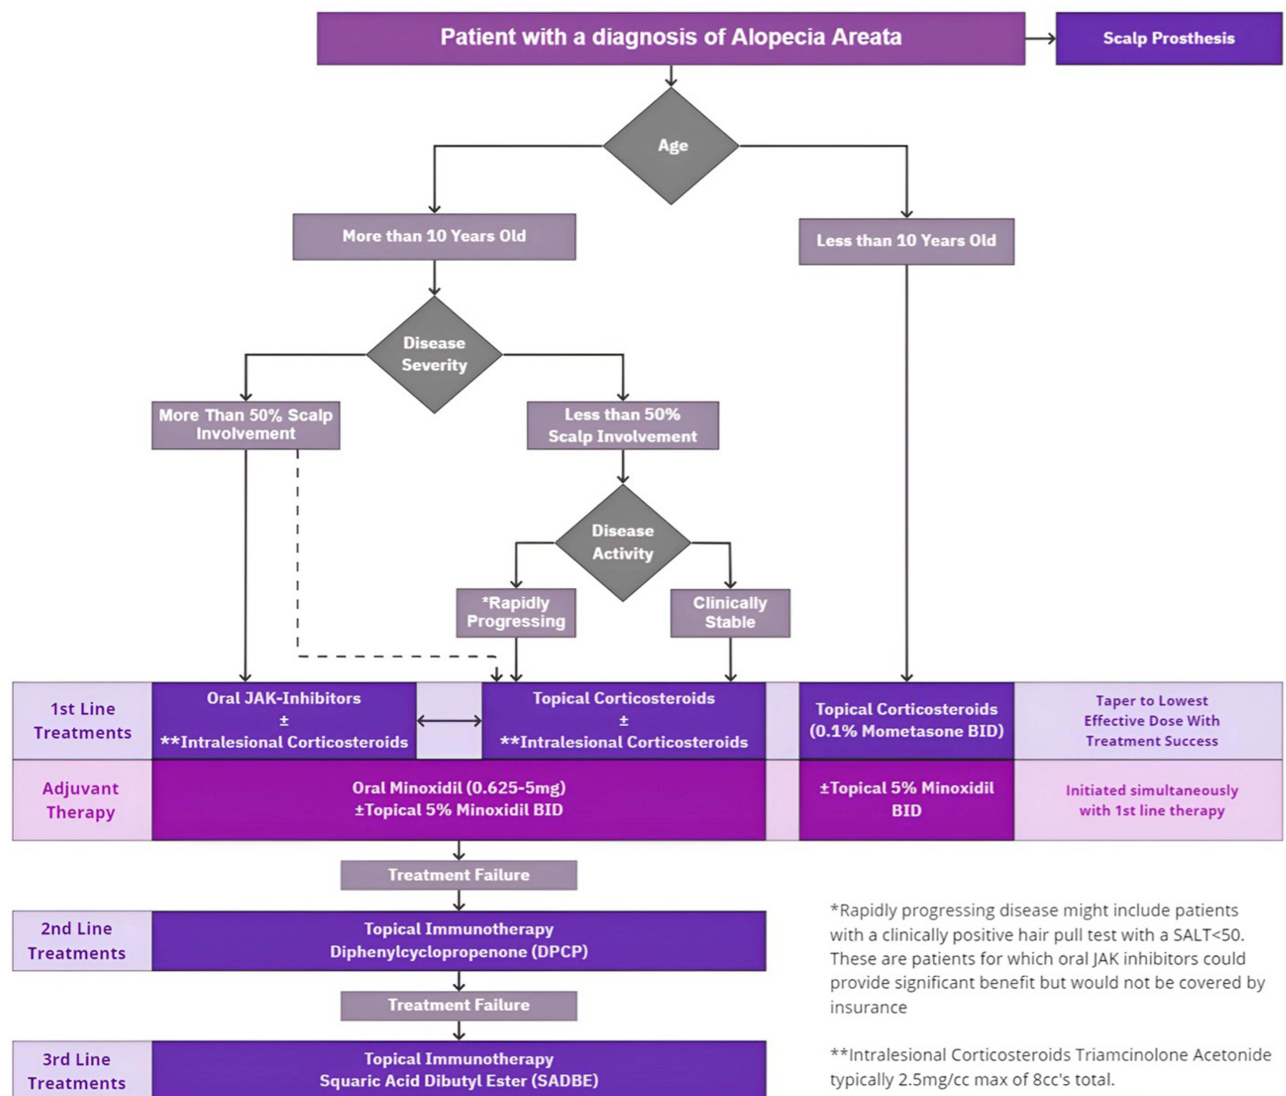 Patient with a diagnosis of Alopecia Areata
Scalp Prosthesis
Age
More than 10 Years Old
Less than 10 Years Old
Disease
Severity
More Than 50% Scalp
Involvement
Less than 50%
Scalp Involvement
Disease
Activity
*Rapidly
Progressing
Clinically
Stable
1st Line
Treatments
Oral JAK-Inhibitors
±
**Intralesional Corticosteroids
Topical Corticosteroids
±
**Intralesional Corticosteroids
Topical Corticosteroids
(0.1% Mometasone BID)
Taper to Lowest
Effective Dose With
Treatment Success
Adjuvant
Therapy
Oral Minoxidil (0.625-5mg)
±Topical 5% Minoxidil BID
±Topical 5% Minoxidil
BID
Initiated simultaneously
with 1st line therapy
Treatment Failure
2nd Line
Treatments
Topical Immunotherapy
Diphenylcyclopropenone (DPCP)
Treatment Failure
3rd Line
Treatments
Topical Immunotherapy
Squaric Acid Dibutyl Ester (SADBE)
*Rapidly progressing disease might include patients
with a clinically positive hair pull test with a SALT<50.
These are patients for which oral JAK inhibitors could
provide significant benefit but would not be covered by
insurance
**Intralesional Corticosteroids Triamcinolone Acetonide
typically 2.5mg/cc max of 8cc's total.